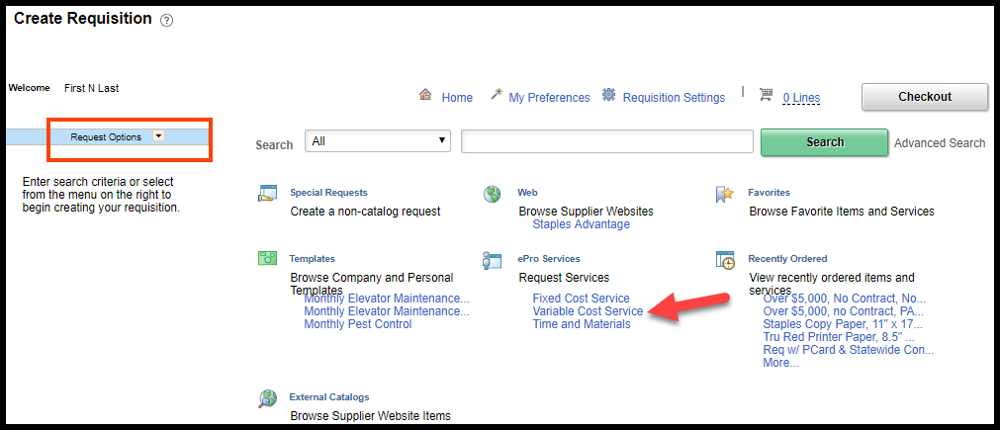 Create Requisition ?
Welcome First N Last
Home My Preferences Requisition Settings 0 Lines Checkout
Request Options
Search All Search Advanced Search
Enter search criteria or select
from the menu on the right to
begin creating your requisition.
Special Requests
Create a non-catalog request
Web
Browse Supplier Websites
Staples Advantage
Favorites
Browse Favorite Items and Services
Templates
Browse Company and Personal
Templates
Monthly Elevator Maintenance...
Monthly Elevator Maintenance...
Monthly Pest Control
ePro Services
Request Services
Fixed Cost Service
Variable Cost Service
Time and Materials
Recently Ordered
View recently ordered items and
services
Over $5,000, No Contract, No...
Over $5,000, no Contract, PA...
Staples Copy Paper, 11" x 17...
Tru Red Printer Paper, 8.5" ...
Req w/ PCard & Statewide Con...
More...
External Catalogs
Browse Supplier Website Items